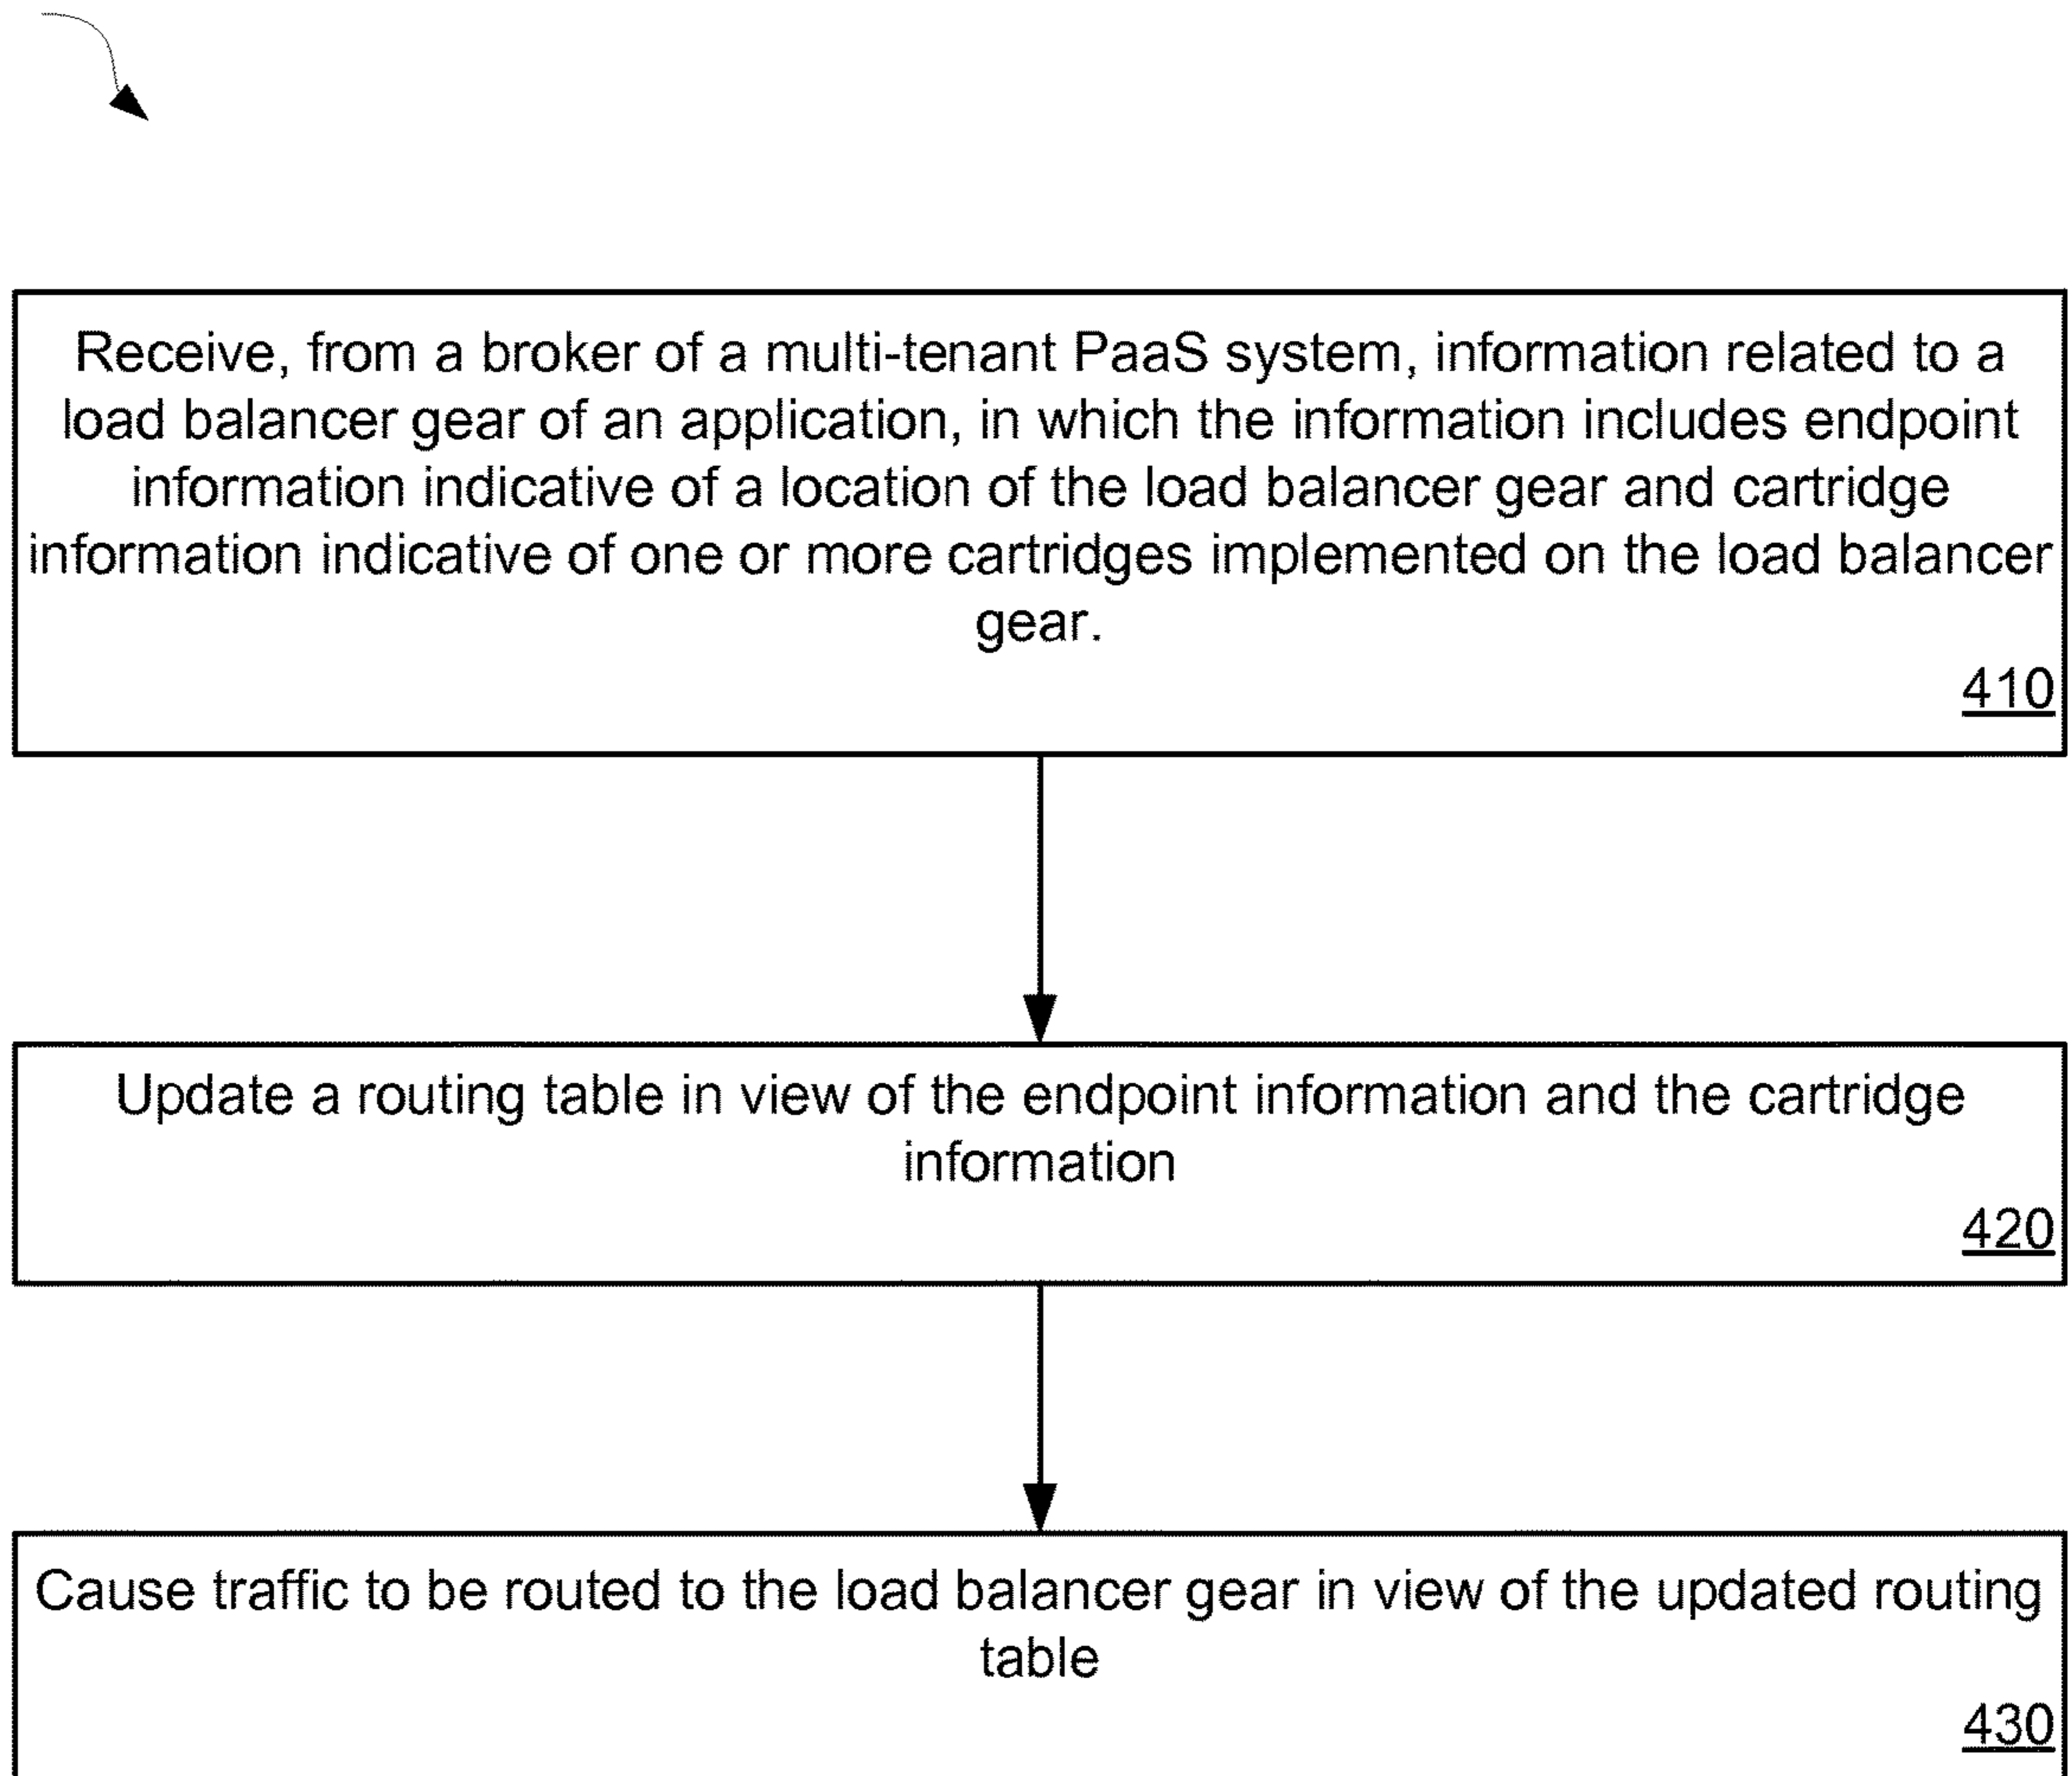 Receive, from a broker of a multi-tenant PaaS system, information related to a
load balancer gear of an application, in which the information includes endpoint
information indicative of a location of the load balancer gear and cartridge
information indicative of one or more cartridges implemented on the load balancer
gear.
410
Update a routing table in view of the endpoint information and the cartridge
information
420
Cause traffic to be routed to the load balancer gear in view of the updated routing
table
430